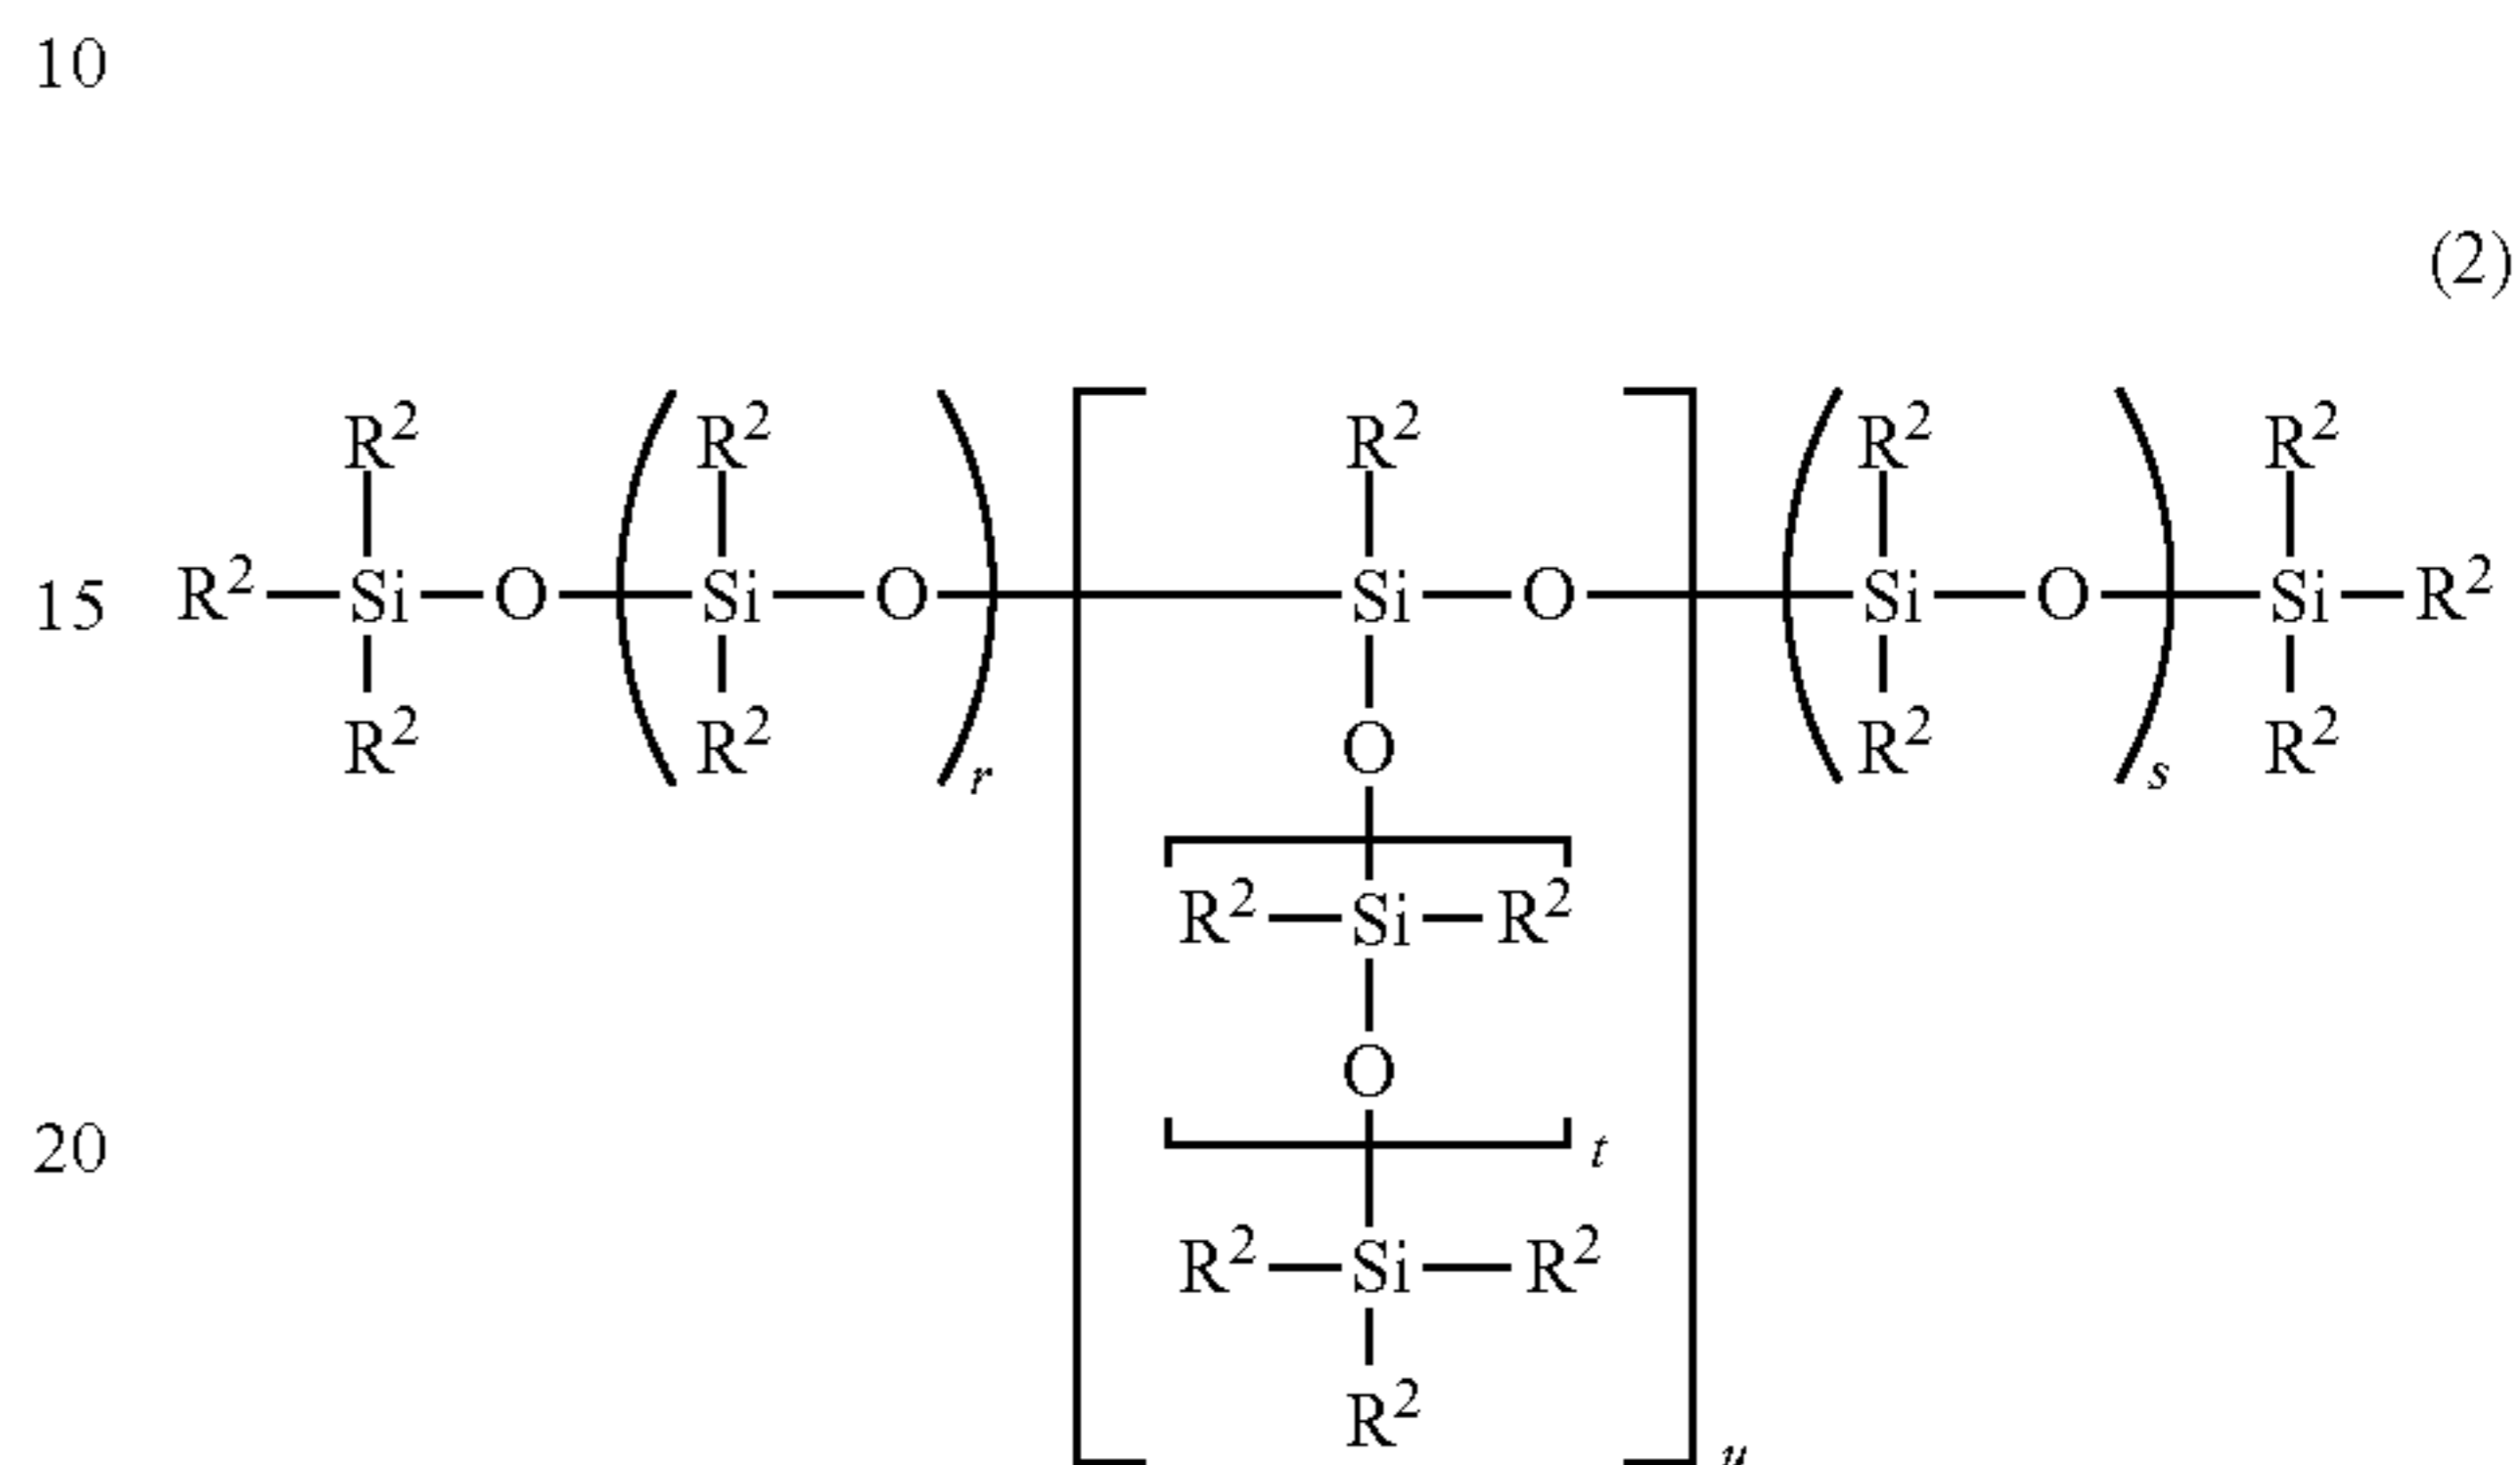 10
(2)
R² R² R² R² R²
15 R²—Si—O—(Si—O)—[Si—O]—(Si—O)—Si—R²
R² R² O R² R²
r s
R²—Si—R²
O
20 t
R²—Si—R²
R²
u